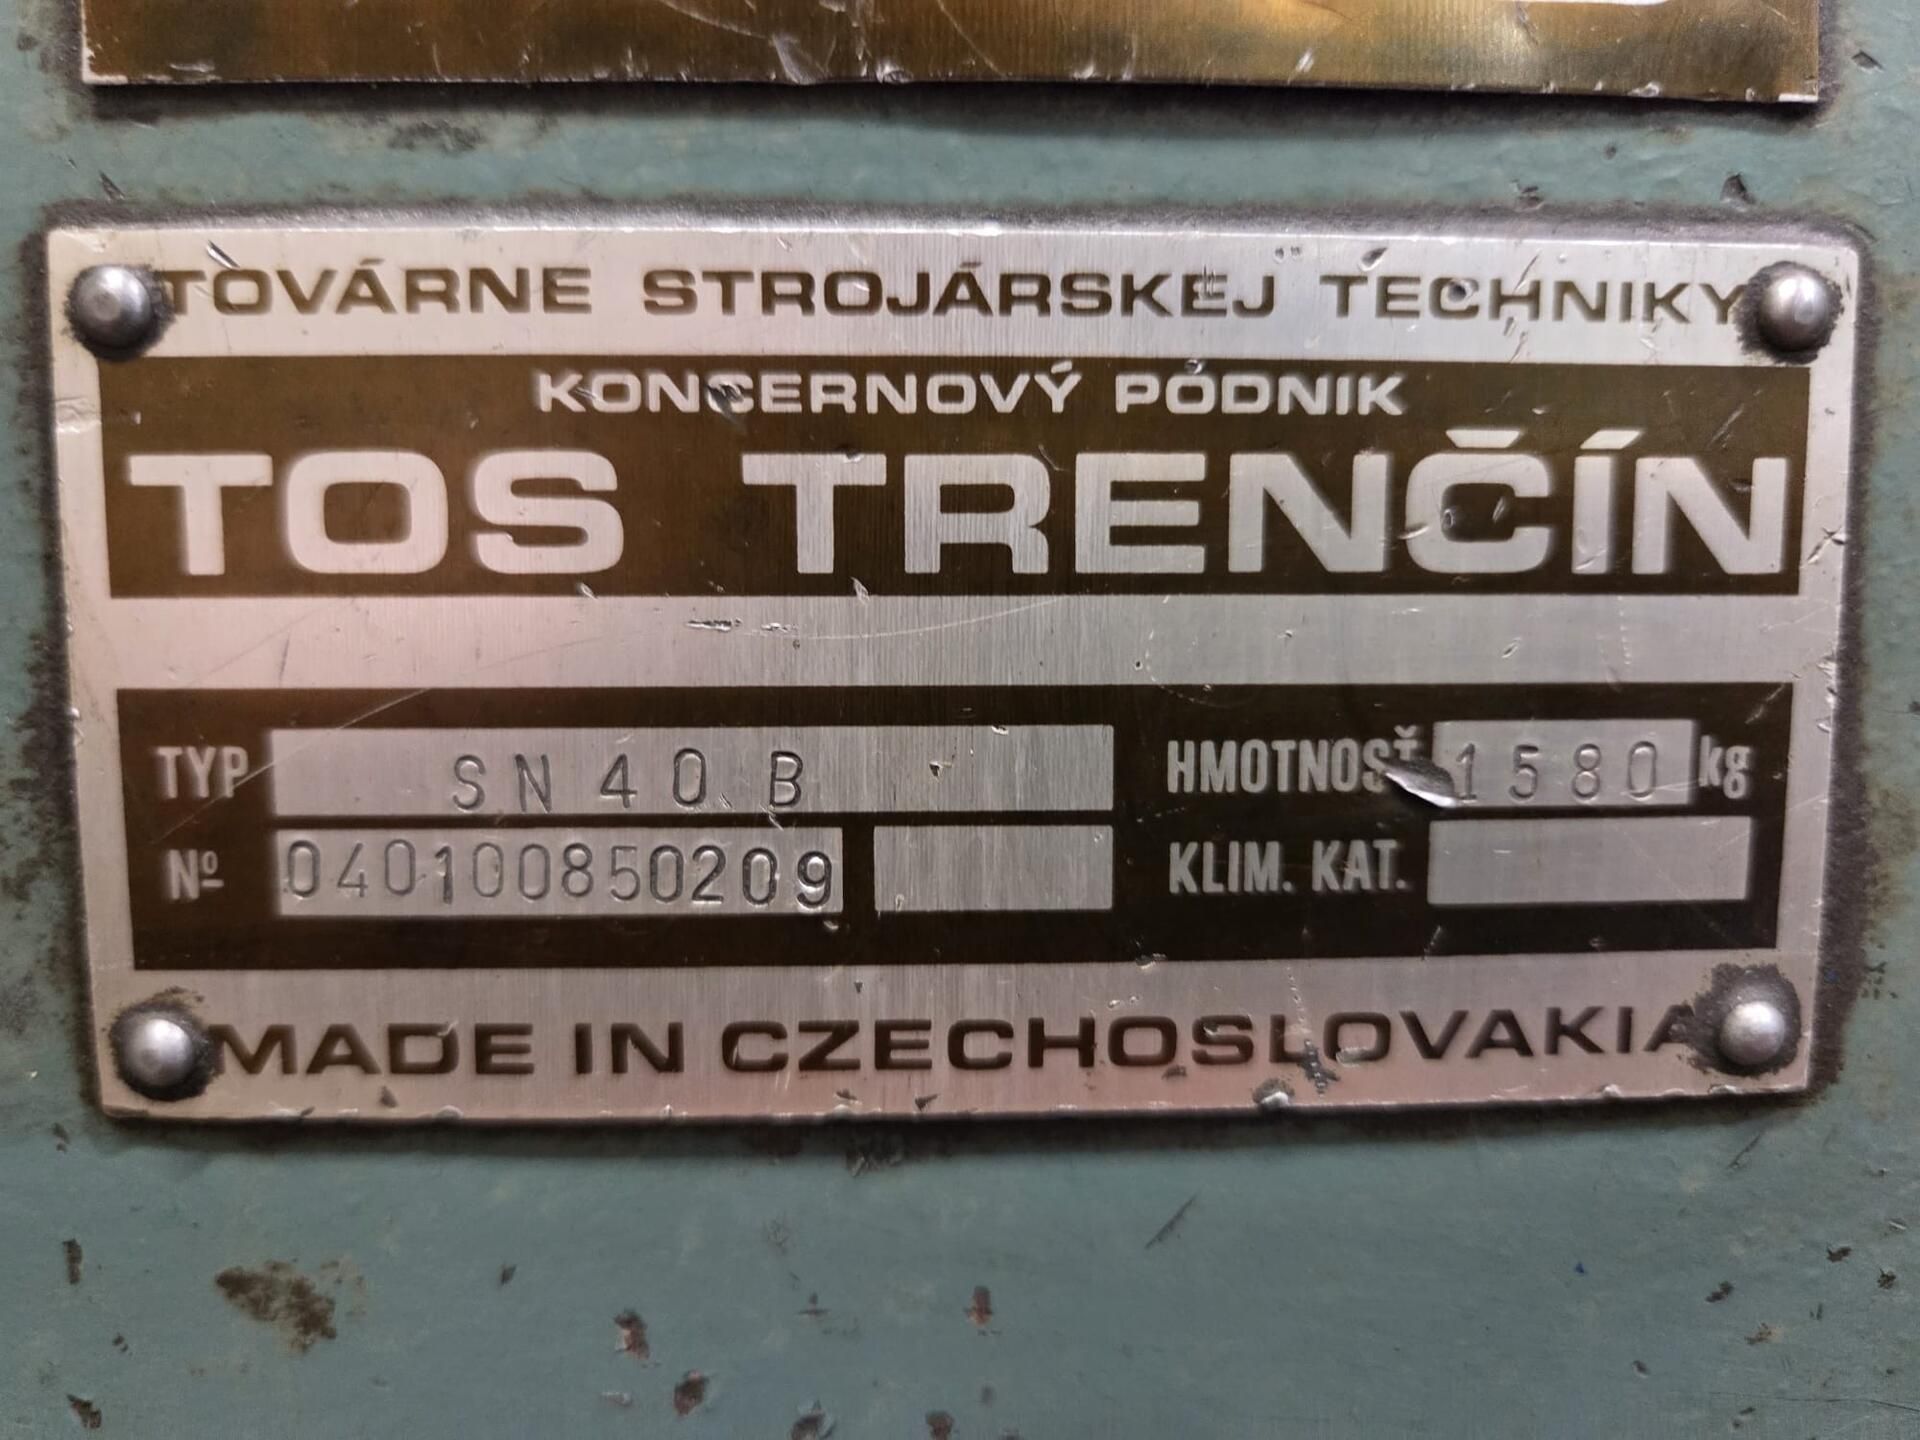 TOVÁRNE STROJÁRSKEJ TECHNIKY
KONCERNOVÝ PODNIK
TOS TRENČÍN
TYP SN 40 B HMOTNOSŤ 1580 kg
Nº 040100850209 KLIM. KAT.
MADE IN CZECHOSLOVAKIA